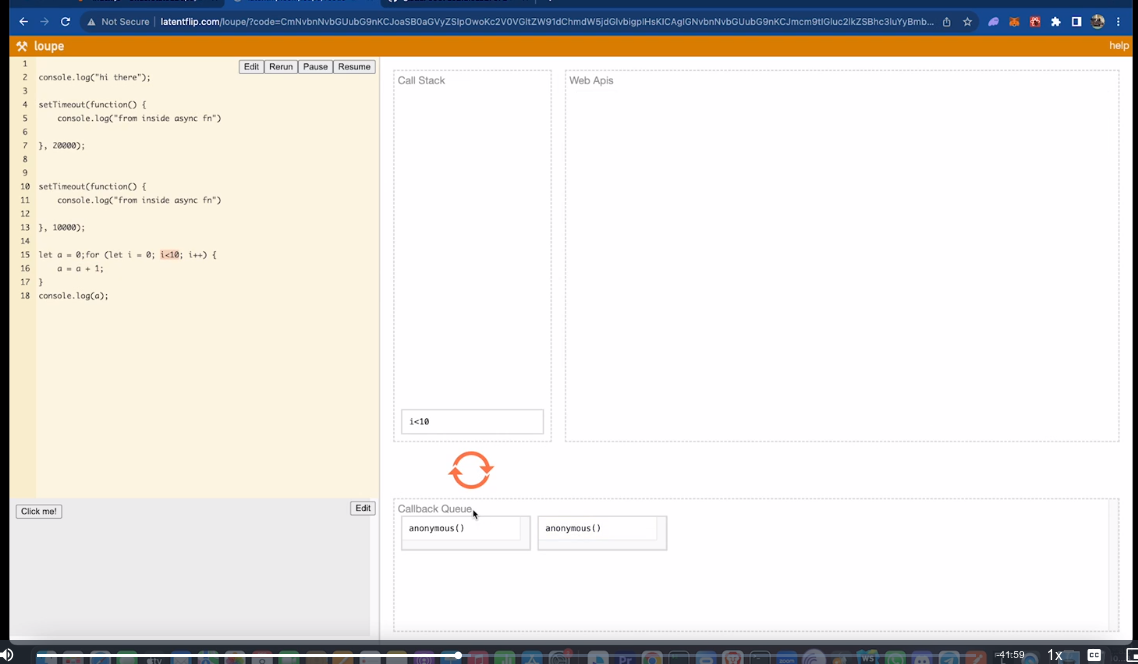 Not Secure | latentflip.com/loupe/?code=CmNvbnNvbGUubG9nKCJoaSB0aGVyZSIpOwoKc2V0VGltZW91dChmdW5jdGlvbigpIHsKICAgIGNvbnNvbGUubG9nKCJmcm9tIGluc2lkZSBhc3luYyBmb...
loupe
help
Edit Rerun Pause Resume
1
2 console.log("hi there");
3
4 setTimeout(function() {
5 console.log("from inside async fn")
6
7 }, 20000);
8
9
10 setTimeout(function() {
11 console.log("from inside async fn")
12
13 }, 10000);
14
15 let a = 0;for (let i = 0; i<10; i++) {
16 a = a + 1;
17 }
18 console.log(a);
Call Stack
Web Apis
i<10
Click me!
Edit
Callback Queue
anonymous() anonymous()
-41:59 1x CC